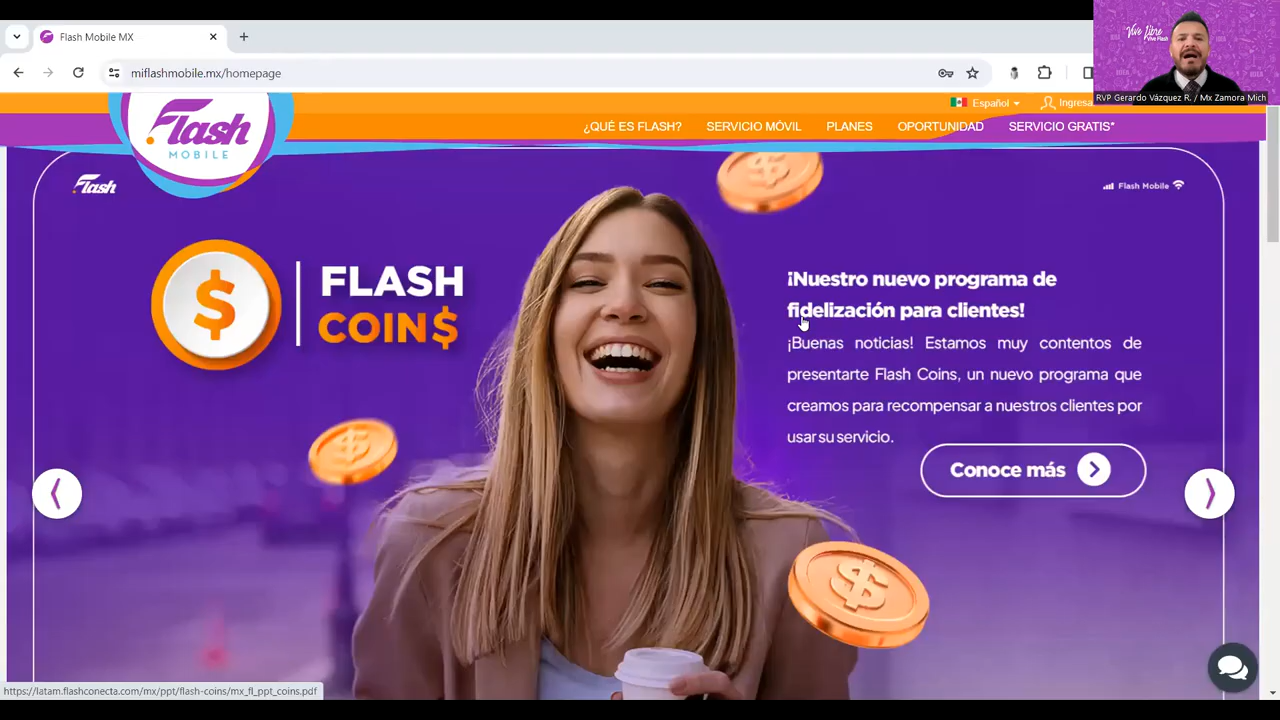 Flash Mobile MX
miflashmobile.mx/homepage
Vive Libre
Vive Flash
RVP Gerardo Vázquez R. / Mx Zamora Mich
Español
Ingresa
Flash
MOBILE
¿QUÉ ES FLASH?
SERVICIO MÓVIL
PLANES
OPORTUNIDAD
SERVICIO GRATIS*
Flash
Flash Mobile
$
FLASH
COIN$
¡Nuestro nuevo programa de
fidelización para clientes!
¡Buenas noticias! Estamos muy contentos de
presentarte Flash Coins, un nuevo programa que
creamos para recompensar a nuestros clientes por
usar su servicio.
Conoce más
$
$
$
https://latam.flashconecta.com/mx/ppt/flash-coins/mx_fl_ppt_coins.pdf